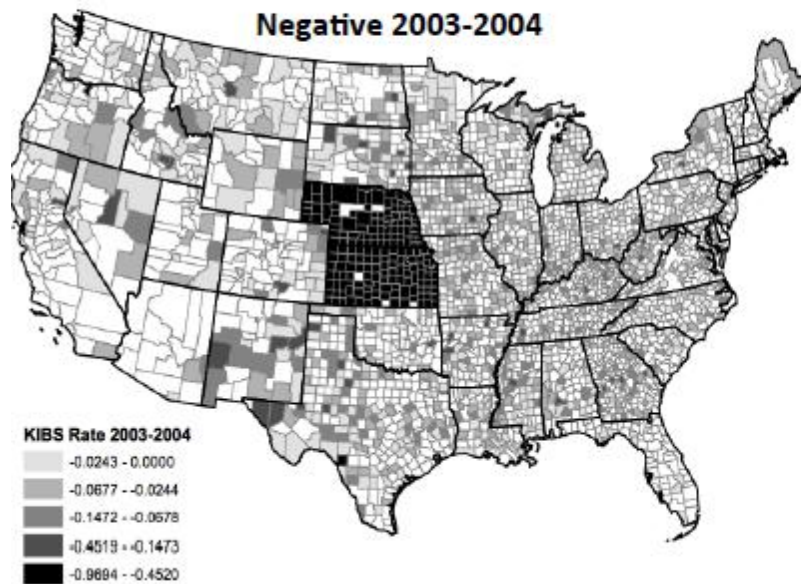 Negative 2003-2004
KIBS Rate 2003-2004
-0.0243 - 0.0000
-0.0677 - -0.0244
-0.1472 - -0.0678
-0.4519 - -0.1473
-0.9694 - -0.4520